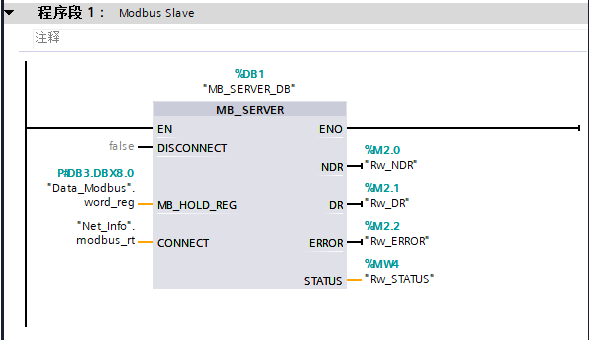 程序段 1： Modbus Slave
注释
%DB1
"MB_SERVER_DB"
MB_SERVER
EN
ENO
false
DISCONNECT
NDR
%M2.0
"Rw_NDR"
P#DB3.DBX8.0
"Data_Modbus".
word_reg
MB_HOLD_REG
DR
%M2.1
"Rw_DR"
"Net_Info".
modbus_rt
CONNECT
ERROR
%M2.2
"Rw_ERROR"
STATUS
%MW4
"Rw_STATUS"